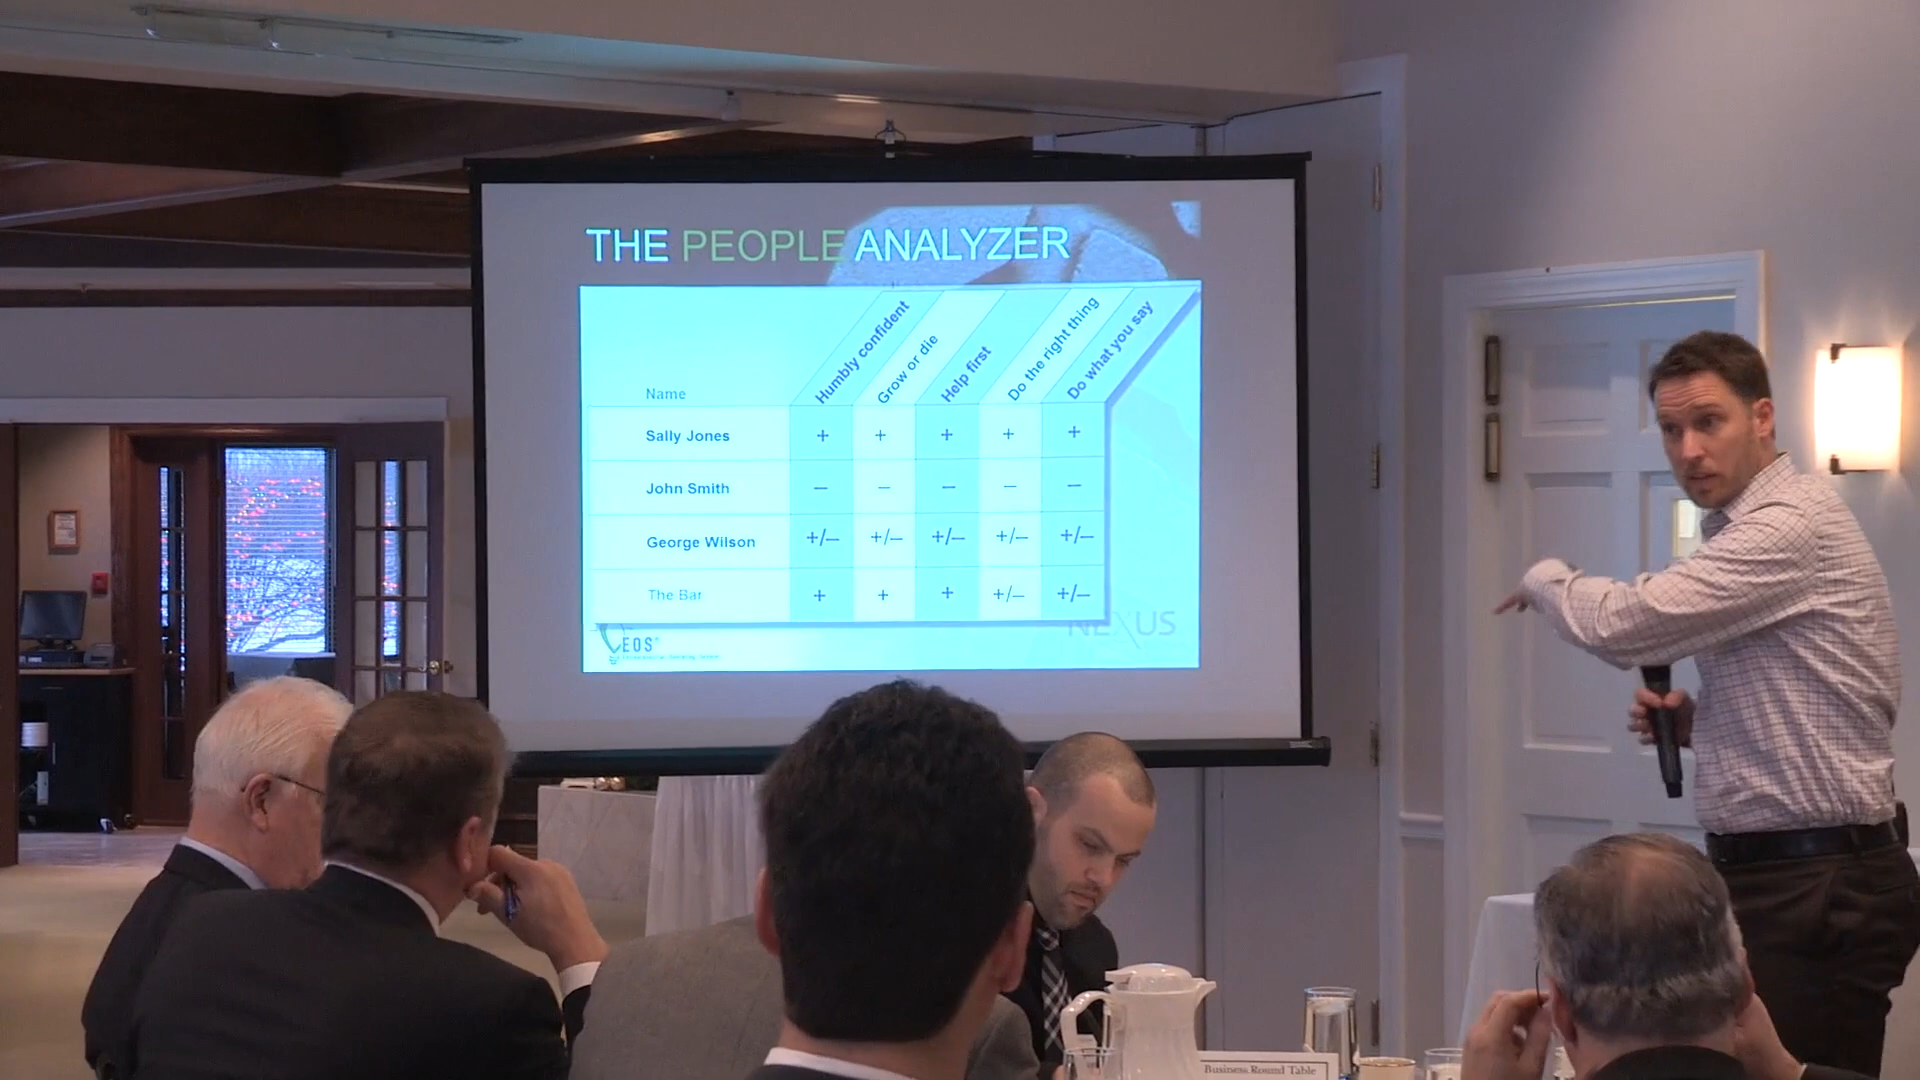 THE PEOPLE ANALYZER
Name Humbly confident Grow or die Help first Do the right thing Do what you say
Sally Jones + + + + +
John Smith – – – – –
George Wilson +/– +/– +/– +/– +/–
The Bar + + + +/– +/–
EOS
NEXUS
Business Round Table